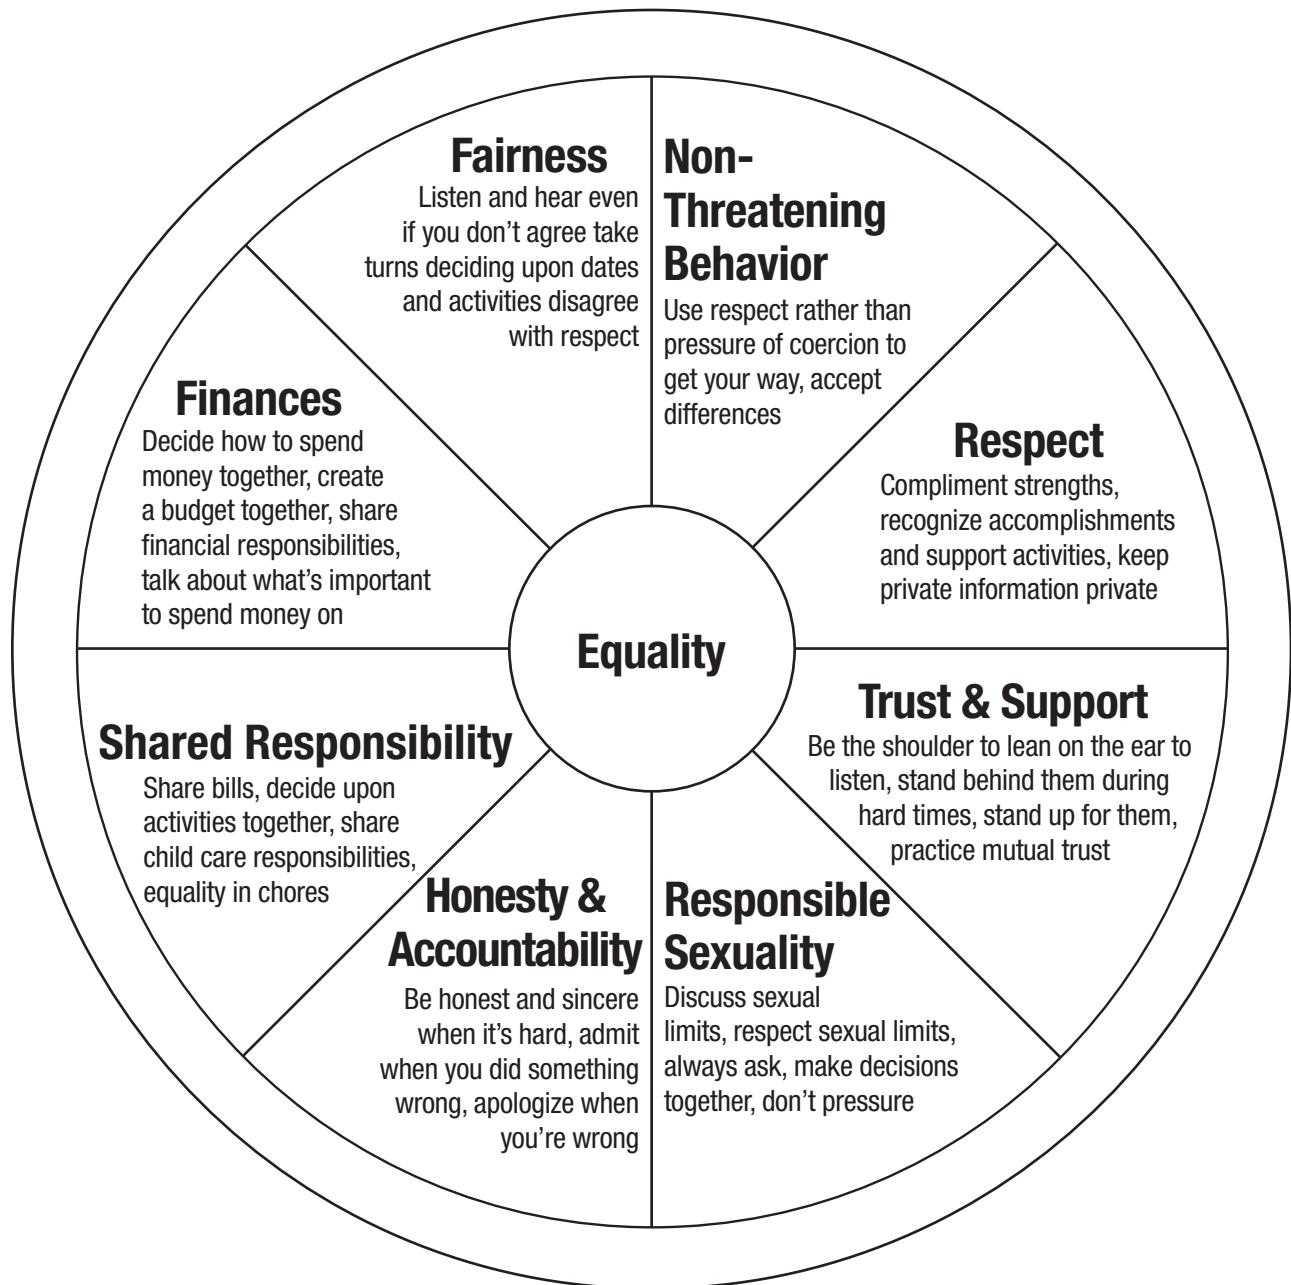 Fairness
Listen and hear even
if you don’t agree take
turns deciding upon dates
and activities disagree
with respect
Non-
Threatening
Behavior
Use respect rather than
pressure of coercion to
get your way, accept
differences
Respect
Compliment strengths,
recognize accomplishments
and support activities, keep
private information private
Trust & Support
Be the shoulder to lean on the ear to
listen, stand behind them during
hard times, stand up for them,
practice mutual trust
Responsible
Sexuality
Discuss sexual
limits, respect sexual limits,
always ask, make decisions
together, don’t pressure
Honesty &
Accountability
Be honest and sincere
when it’s hard, admit
when you did something
wrong, apologize when
you’re wrong
Shared Responsibility
Share bills, decide upon
activities together, share
child care responsibilities,
equality in chores
Finances
Decide how to spend
money together, create
a budget together, share
financial responsibilities,
talk about what’s important
to spend money on
Equality